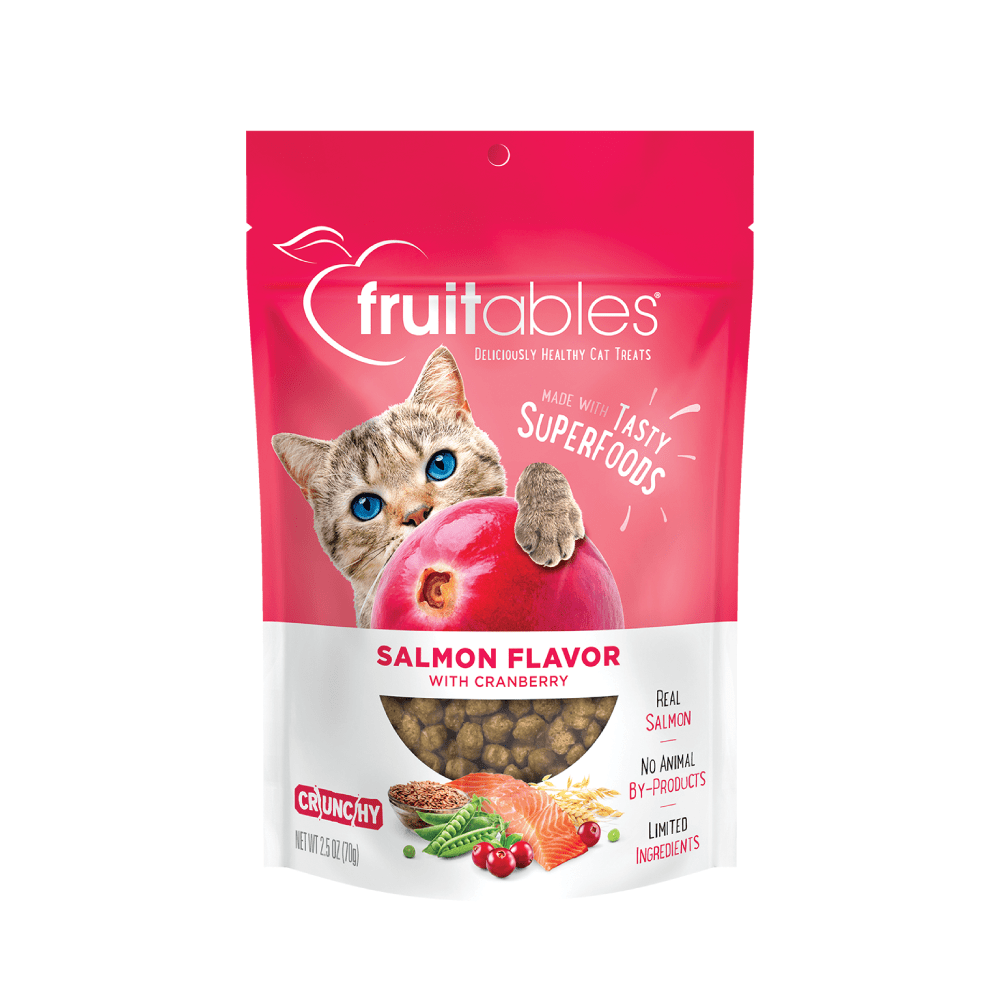 fruitables®
Deliciously Healthy Cat Treats
MADE WITH TASTY
SUPERFOODS
SALMON FLAVOR
WITH CRANBERRY
REAL
SALMON
NO ANIMAL
BY-PRODUCTS
LIMITED
INGREDIENTS
CRUNCHY
NET WT 2.5 OZ (70g)